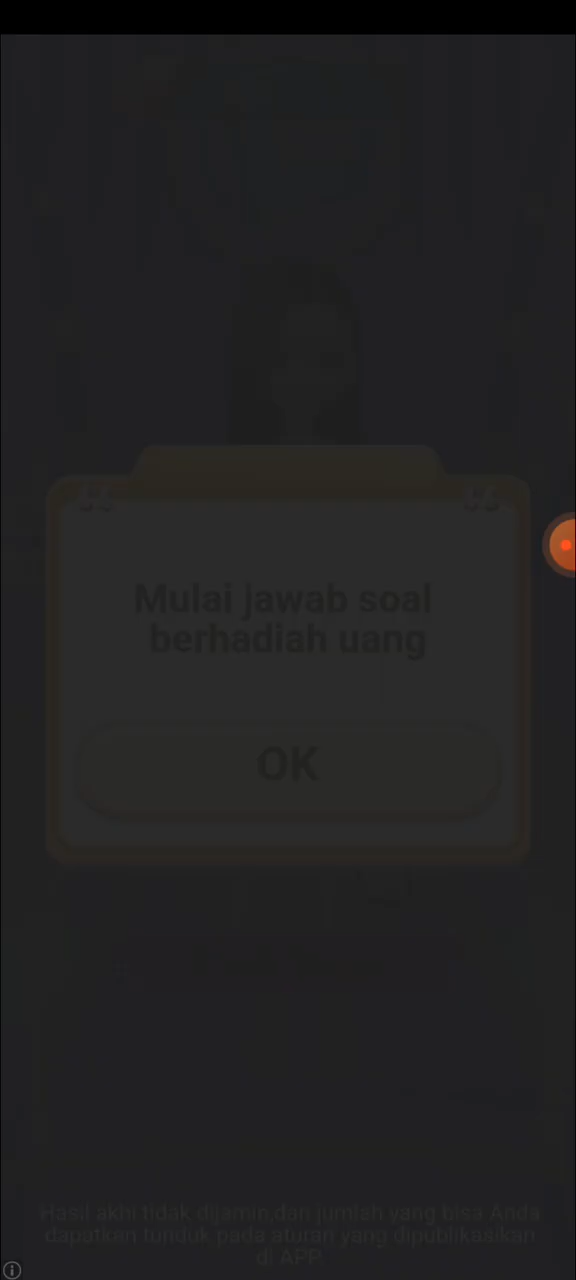 Mulai jawab soal
berhadiah uang
OK
Hasil akhi tidak dijamin,dan jumlah yang bisa Anda
dapatkan tunduk pada aturan yang dipublikasikan
di APP